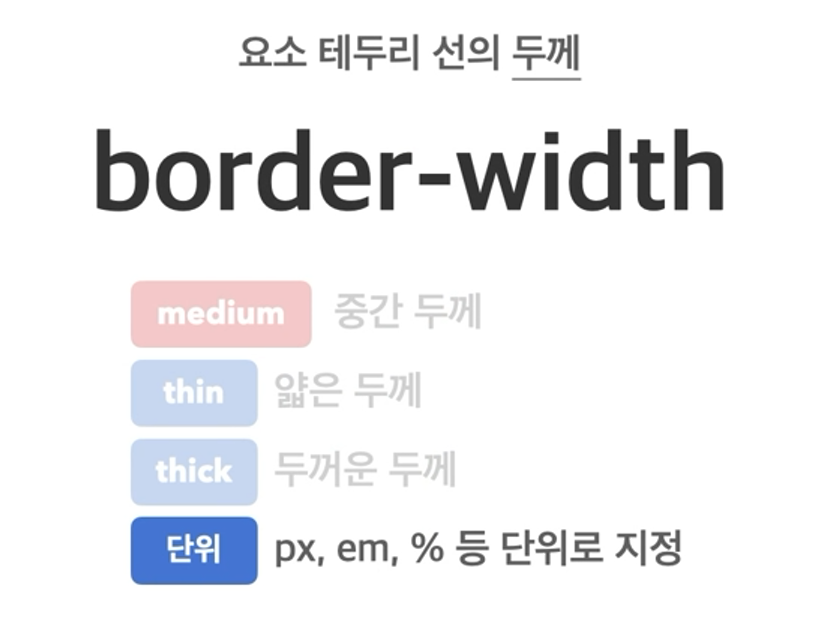 요소 테두리 선의 두께
border-width
medium 중간 두께
thin 얇은 두께
thick 두꺼운 두께
단위 px, em, % 등 단위로 지정